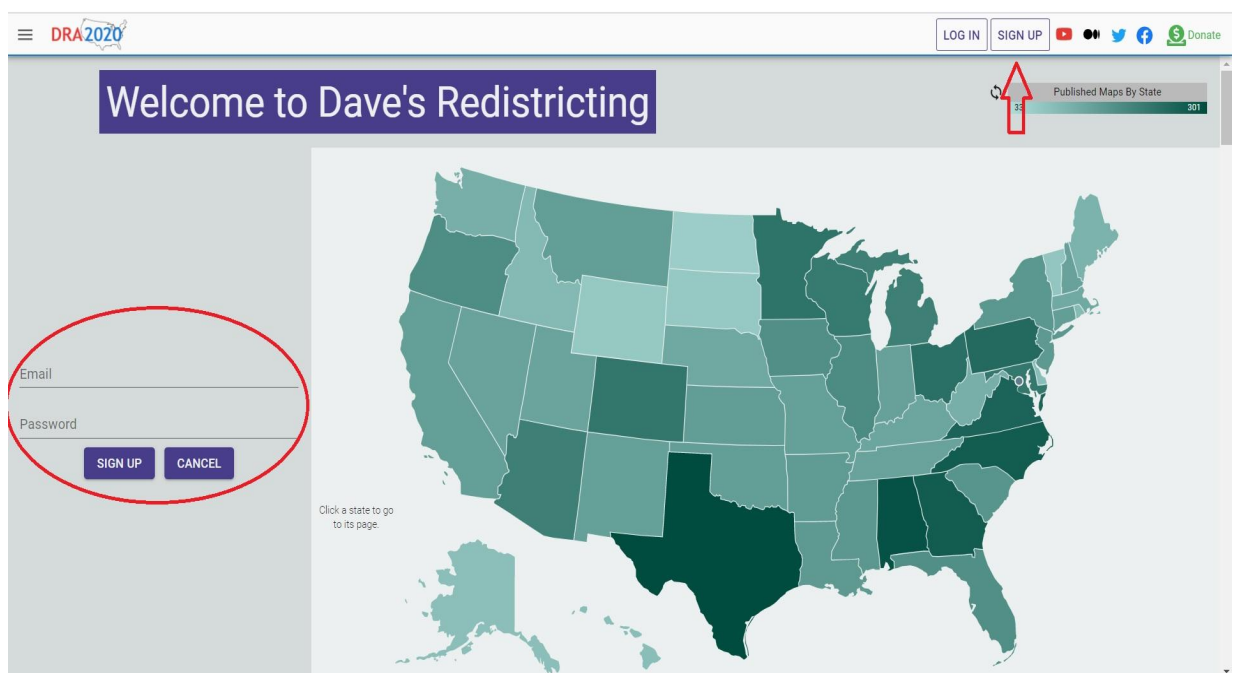 DRA2020
LOG IN
SIGN UP
Donate
Welcome to Dave's Redistricting
Published Maps By State
301
Email
Password
SIGN UP
CANCEL
Click a state to go
to its page.